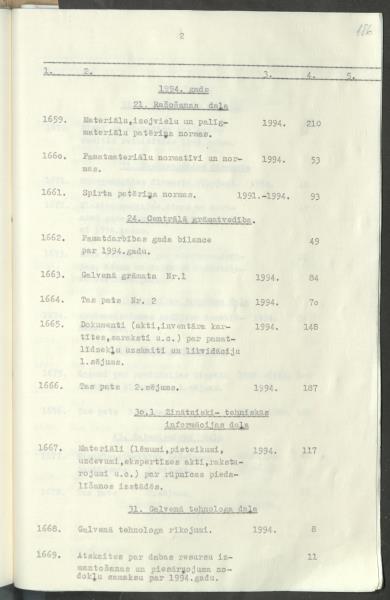 186
2
1. 2. 3. 4. 5.
1994. gads
21. Ražošanas daļa
1659. Materiālu,izejvielu un palīg- 1994. 210
materiālu patēriņa normas.
1660. Pamatmateriālu normatīvi un nor- 1994. 53
mas.
1661. Spirta patēriņa normas. 1991.-1994. 93
24. Centrālā grāmatvedība.
1662. Pamatdarbības gada bilance 49
par 1994.gadu.
1663. Galvenā grāmata Nr.1 1994. 84
1664. Tas pats Nr. 2 1994. 70
1665. Dokumenti (akti,inventāra kar- 1994. 148
tītes,saraksti u.c.) par pamat-
līdzekļu uzskaiti un likvidāciju
1.sējums.
1666. Tas pats 2.sējums. 1994. 187
30.1 Zinātniski- tehniskās
informācijas daļa
1667. Materiāli (lēmumi,pieteikumi, 1994. 117
uzdevumi,ekspertīzes akti,rakstu-
rojumi u.c.) par rūpnīcas pieda-
līšanos izstādēs.
31. Galvenā tehnologa daļa
1668. Galvenā tehnologa rīkojumi. 1994. 8
1669. Atskaites par dabas resursu iz- 11
mantošanas un piesārņojuma no-
dokļu samaksu par 1994.gadu.